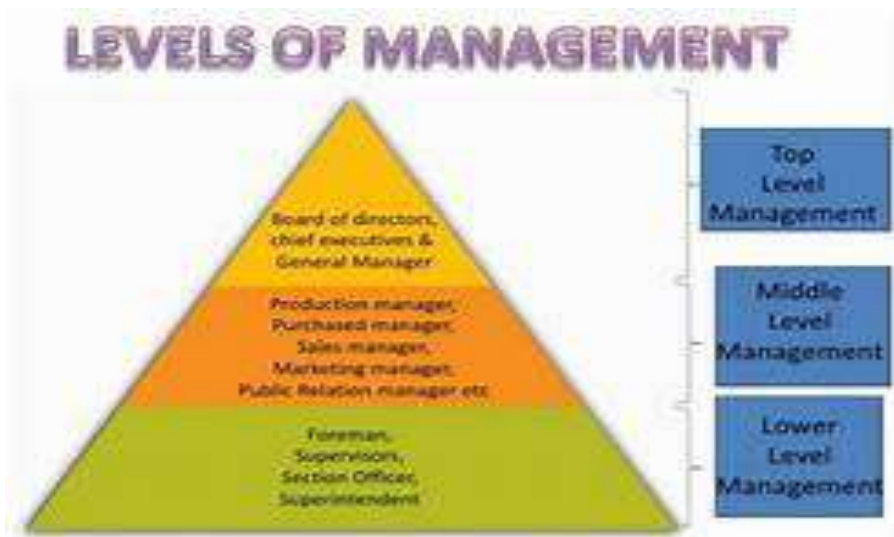 LEVELS OF MANAGEMENT
Board of directors,
chief executives &
General Manager
Top
Level
Management
Production manager,
Purchased manager,
Sales manager,
Marketing manager,
Public Relation manager etc
Middle
Level
Management
Foreman,
Supervisors,
Section Officer,
Superintendent
Lower
Level
Management